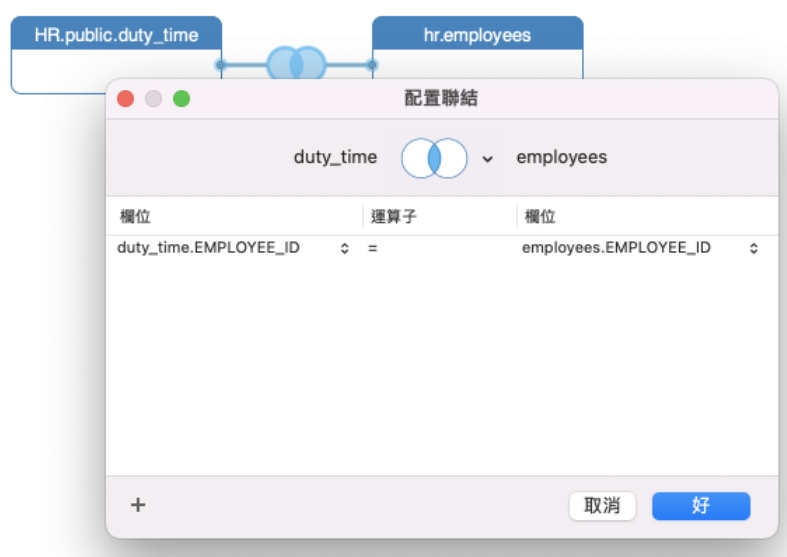 HR.public.duty_time hr.employees
配置聯結
duty_time employees
欄位 運算子 欄位
duty_time.EMPLOYEE_ID = employees.EMPLOYEE_ID
+ 取消 好